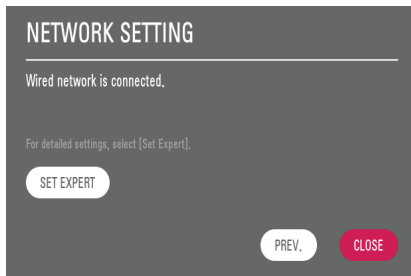 NETWORK SETTING
Wired network is connected.
For detailed settings, select [Set Expert].
SET EXPERT
PREV.
CLOSE